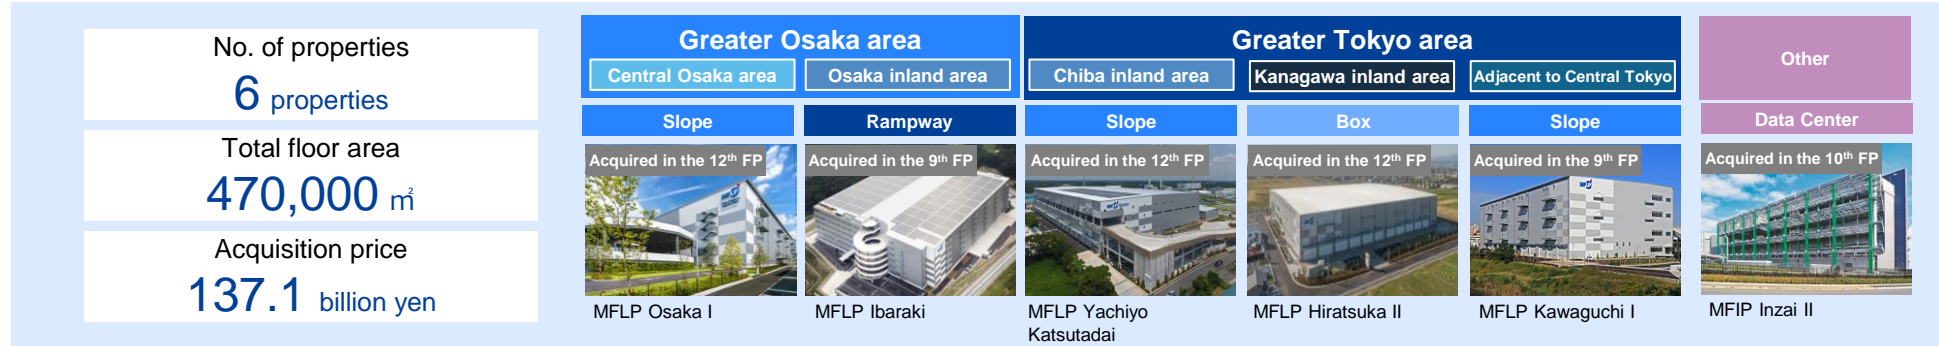 No. of properties
6 properties
Total floor area
470,000 ㎡
Acquisition price
137.1 billion yen
Greater Osaka area
Central Osaka area
Osaka inland area
Greater Tokyo area
Chiba inland area
Kanagawa inland area
Adjacent to Central Tokyo
Other
Slope
Rampway
Slope
Box
Slope
Data Center
Acquired in the 12th FP
Acquired in the 9th FP
Acquired in the 12th FP
Acquired in the 12th FP
Acquired in the 9th FP
Acquired in the 10th FP
MFLP Osaka I
MFLP Ibaraki
MFLP Yachiyo
Katsutadai
MFLP Hiratsuka II
MFLP Kawaguchi I
MFIP Inzai II